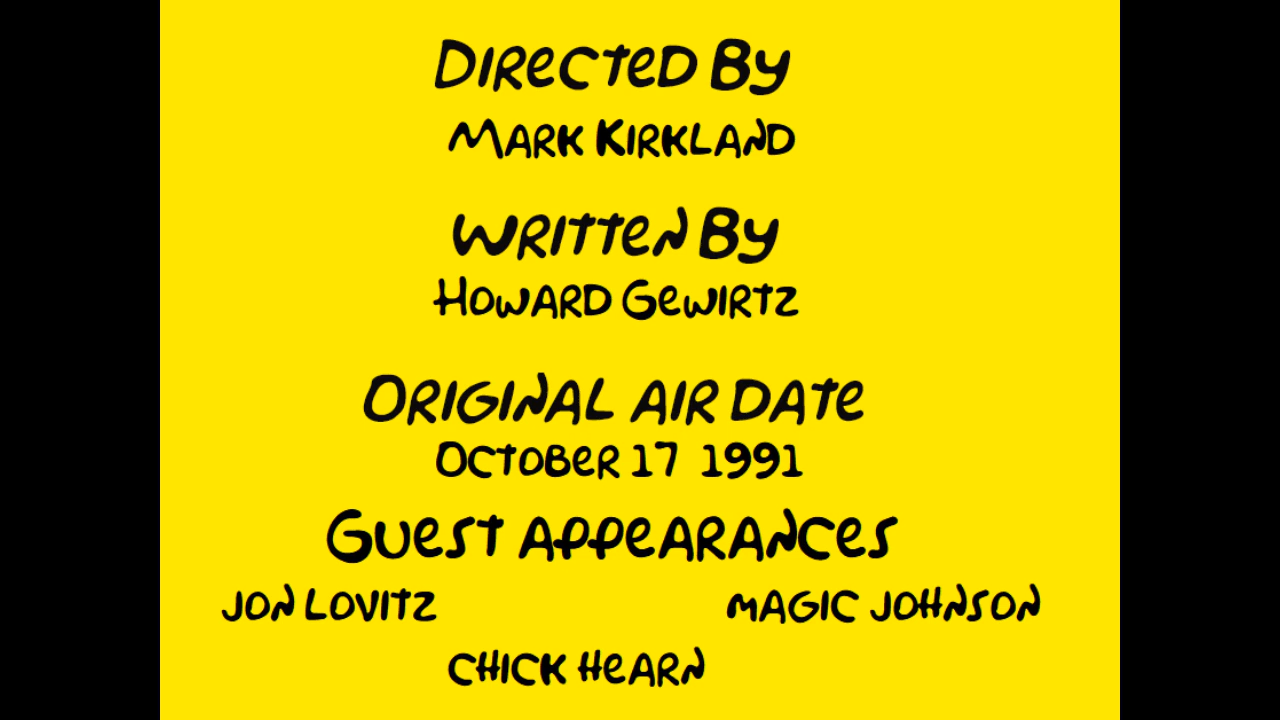 Directed By
Mark Kirkland
Written By
Howard Gewirtz
Original Air Date
October 17 1991
Guest Appearances
Jon Lovitz Magic Johnson
Chick Hearn